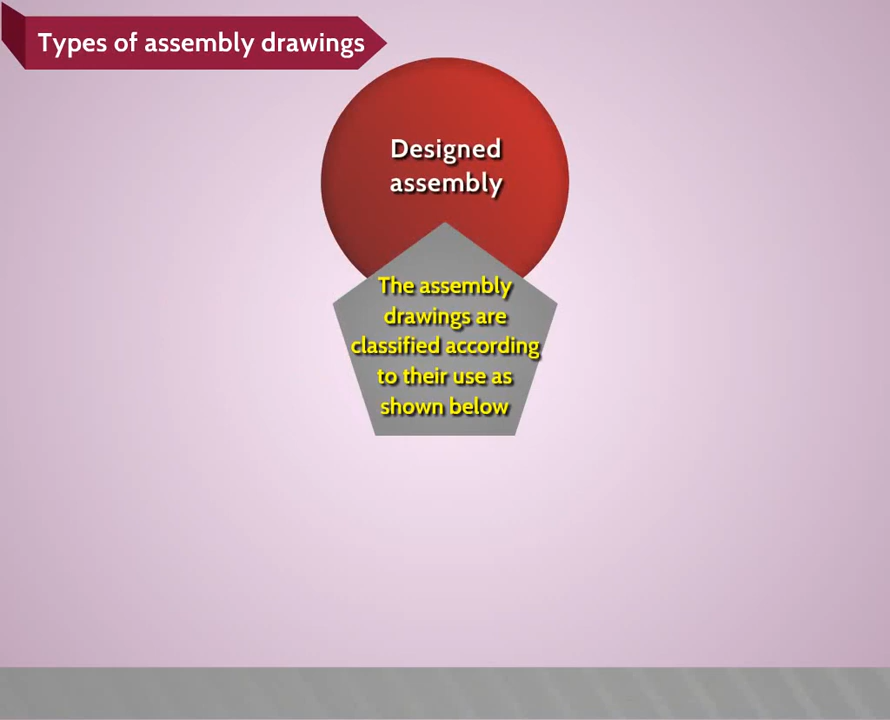 Types of assembly drawings
Designed
assembly
The assembly
drawings are
classified according
to their use as
shown below